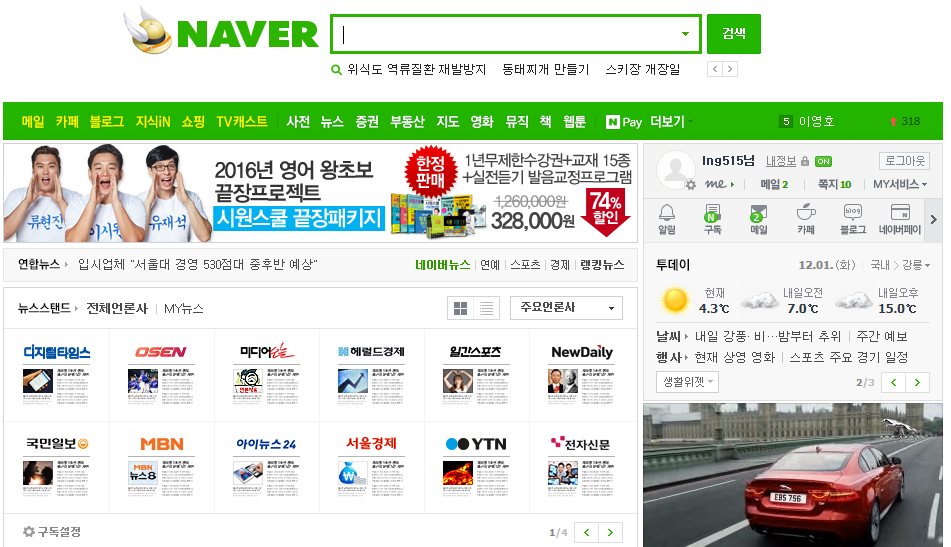 NAVER
검색
위식도 역류질환 재발방지 동태찌개 만들기 스키장 개장일
메일 카페 블로그 지식iN 쇼핑 TV캐스트 사전 뉴스 증권 부동산 지도 영화 뮤직 책 웹툰 N Pay 더보기 5 이영호 318
류현진
이시원
유재석
2016년 영어 왕초보
끝장프로젝트
시원스쿨 끝장패키지
한정
판매
1년무제한수강권+교재 15종
+실전듣기 발음교정프로그램
1,260,000원
328,000원
74%
할인
lng515님 내정보 ON 로그아웃
me 메일 2 쪽지 10 MY서비스
N 2 blog
알림 구독 메일 카페 블로그 네이버페이
연합뉴스 입시업체 "서울대 경영 530점대 중후반 예상"
네이버뉴스 연예 스포츠 경제 랭킹뉴스
투데이 12.01.(화) 국내 강릉
현재
4.3℃
내일오전
7.0℃
내일오후
15.0℃
날씨 내일 강풍·비…밤부터 추위 주간 예보
행사 현재 상영 영화 스포츠 주요 경기 일정
생활위젯 2/3
뉴스스탠드 전체언론사 MY뉴스 주요언론사
디지털타임스 OSEN 미디어오늘 헤럴드경제 일간스포츠 NewDaily
국민일보 MBN 아이뉴스24 서울경제 YTN 전자신문
MBN
뉴스8
구독설정 1/4
EB5 756